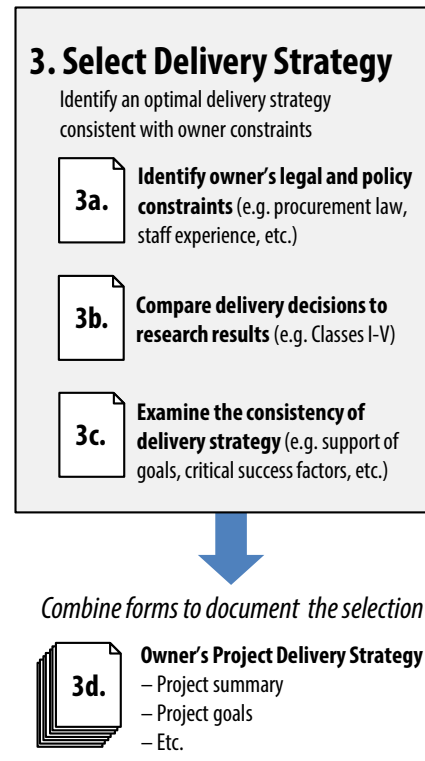 3. Select Delivery Strategy
Identify an optimal delivery strategy
consistent with owner constraints
3a.
Identify owner's legal and policy
constraints (e.g. procurement law,
staff experience, etc.)
3b.
Compare delivery decisions to
research results (e.g. Classes I-V)
3c.
Examine the consistency of
delivery strategy (e.g. support of
goals, critical success factors, etc.)
Combine forms to document the selection
3d.
Owner's Project Delivery Strategy
– Project summary
– Project goals
– Etc.